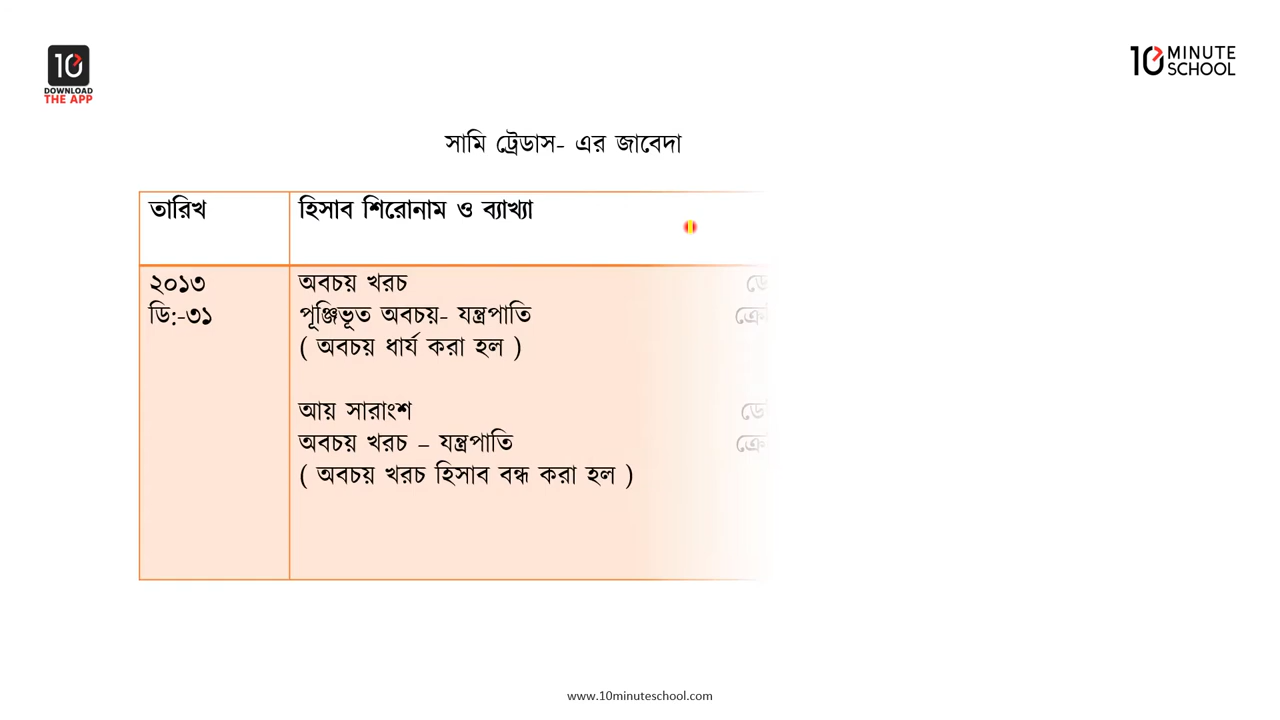 10
DOWNLOAD
THE APP
10 MINUTE
SCHOOL
সামি ট্রেডাস- এর জাবেদা
তারিখ হিসাব শিরোনাম ও ব্যাখ্যা
২০১৩ অবচয় খরচ
ডি:-৩১ পূঞ্জিভূত অবচয়- যন্ত্রপাতি
( অবচয় ধার্য করা হল )
আয় সারাংশ
অবচয় খরচ – যন্ত্রপাতি
( অবচয় খরচ হিসাব বন্ধ করা হল )
www.10minuteschool.com